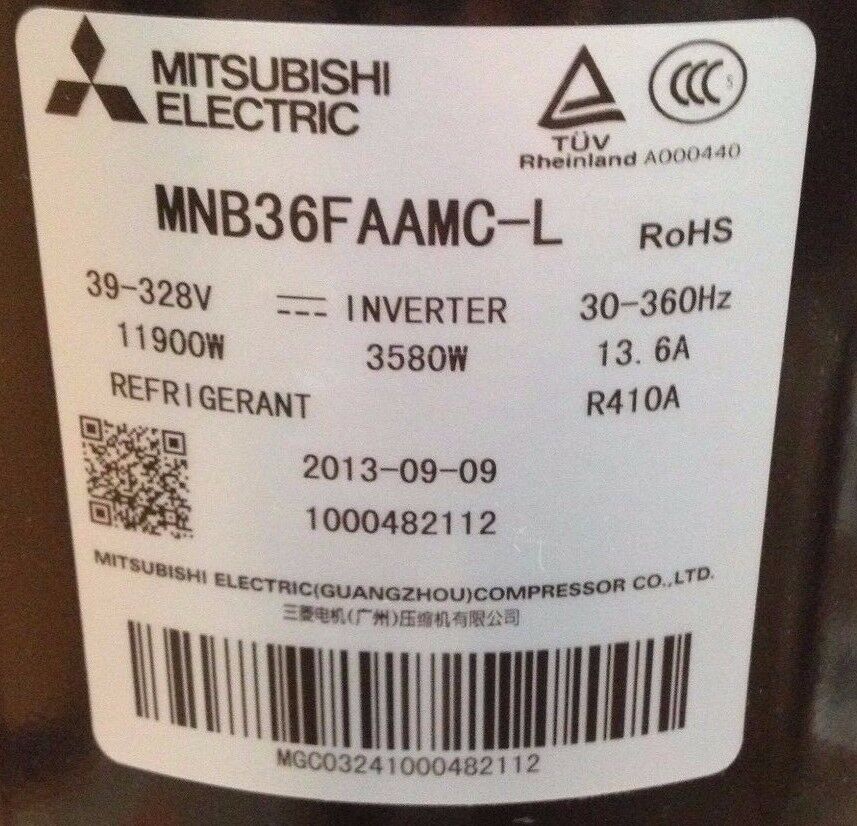 MITSUBISHI
ELECTRIC
TÜV
Rheinland
CCC S
A000440
MNB36FAAMC-L
RoHS
39-328V INVERTER 30-360Hz
11900W 3580W 13.6A
REFRIGERANT R410A
2013-09-09
1000482112
MITSUBISHI ELECTRIC(GUANGZHOU)COMPRESSOR CO.,LTD.
三菱电机(广州)压缩机有限公司
MGC03241000482112